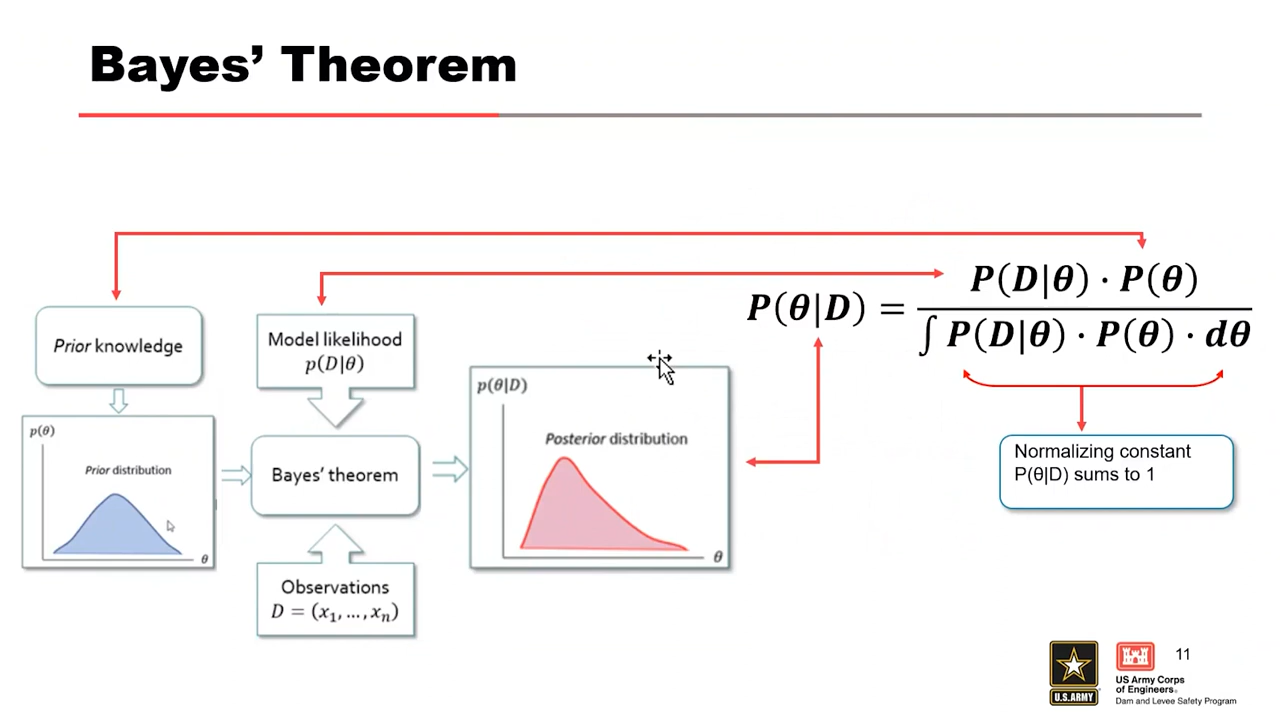 Bayes’ Theorem
P(θ|D) = P(D|θ) · P(θ) / ∫ P(D|θ) · P(θ) · dθ
Prior knowledge
Model likelihood
p(D|θ)
p(θ)
Prior distribution
θ
Bayes’ theorem
Observations
D = (x₁, …, xₙ)
p(θ|D)
Posterior distribution
θ
Normalizing constant
P(θ|D) sums to 1
U.S.ARMY
US Army Corps
of Engineers®
Dam and Levee Safety Program
11